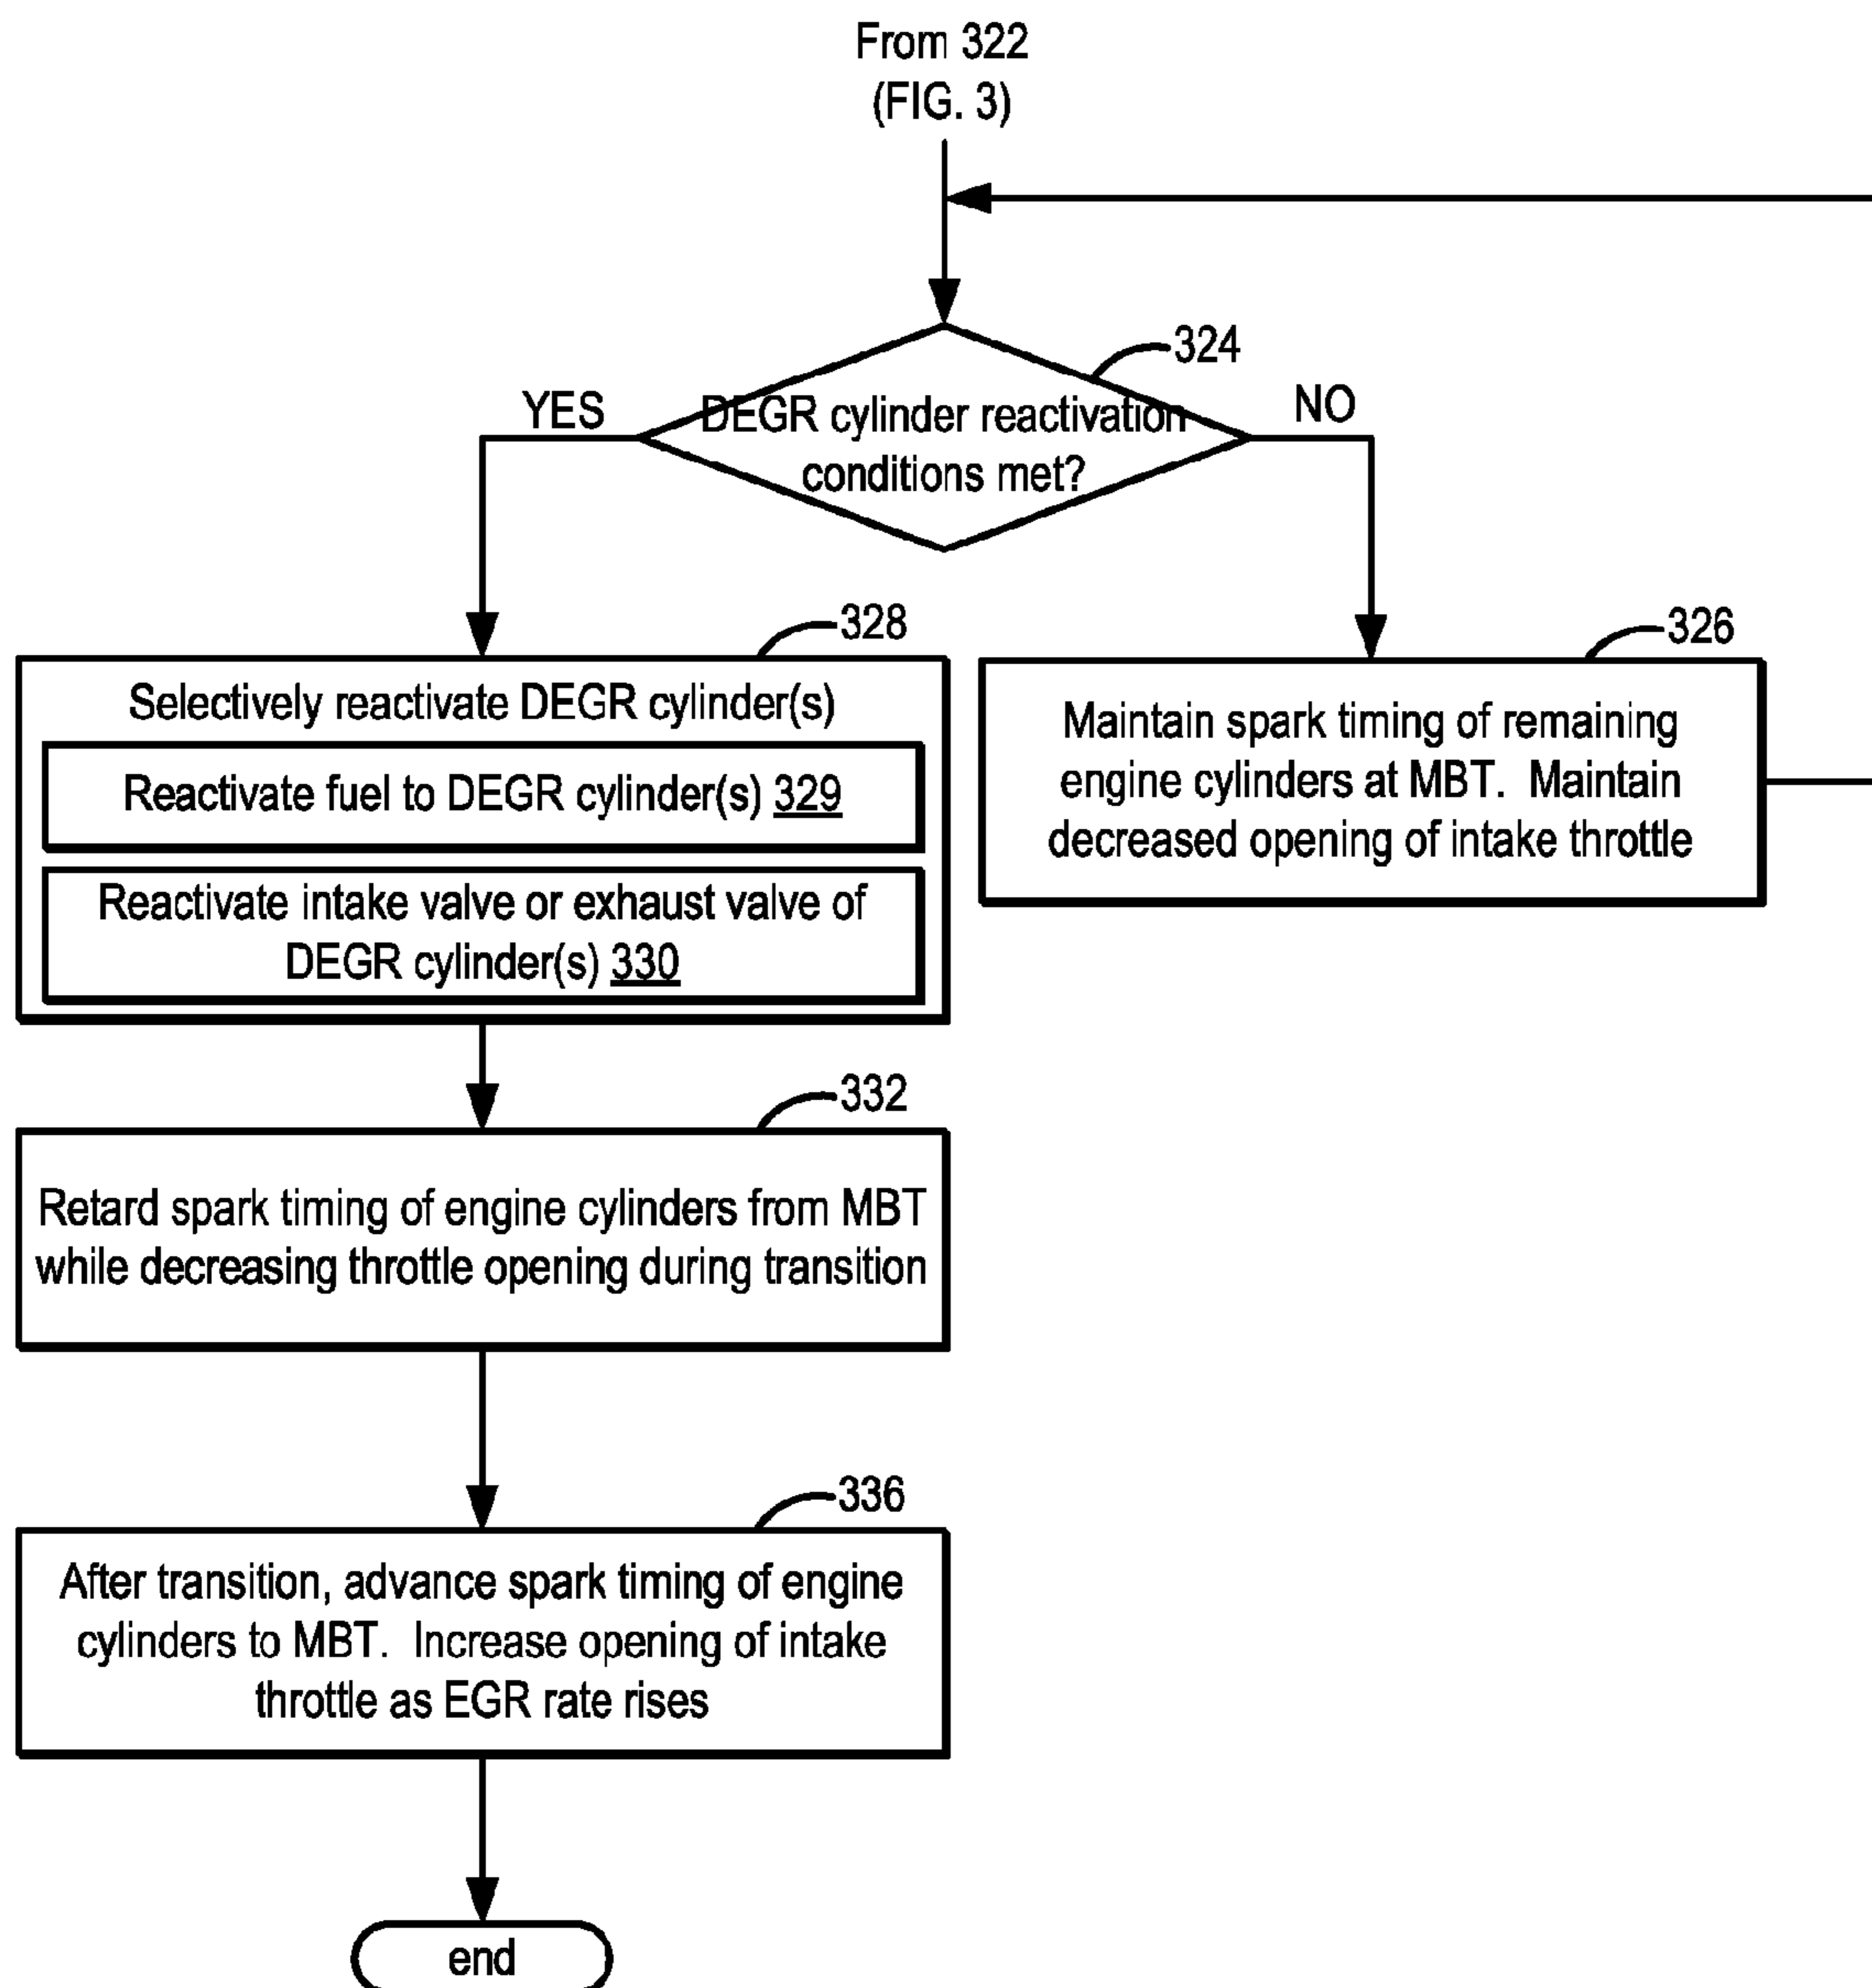 From 322
(FIG. 3)
324
YES
NO
DEGR cylinder reactivation
conditions met?
328
326
Selectively reactivate DEGR cylinder(s)
Reactivate fuel to DEGR cylinder(s) 329
Reactivate intake valve or exhaust valve of
DEGR cylinder(s) 330
Maintain spark timing of remaining
engine cylinders at MBT. Maintain
decreased opening of intake throttle
332
Retard spark timing of engine cylinders from MBT
while decreasing throttle opening during transition
336
After transition, advance spark timing of engine
cylinders to MBT. Increase opening of intake
throttle as EGR rate rises
end